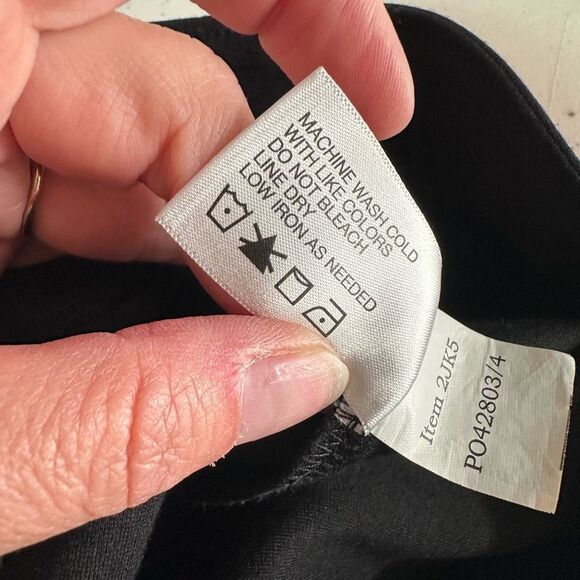 MACHINE WASH COLD
WITH LIKE COLORS
DO NOT BLEACH
LINE DRY
LOW IRON AS NEEDED
Item 2JK5
PO42803/4